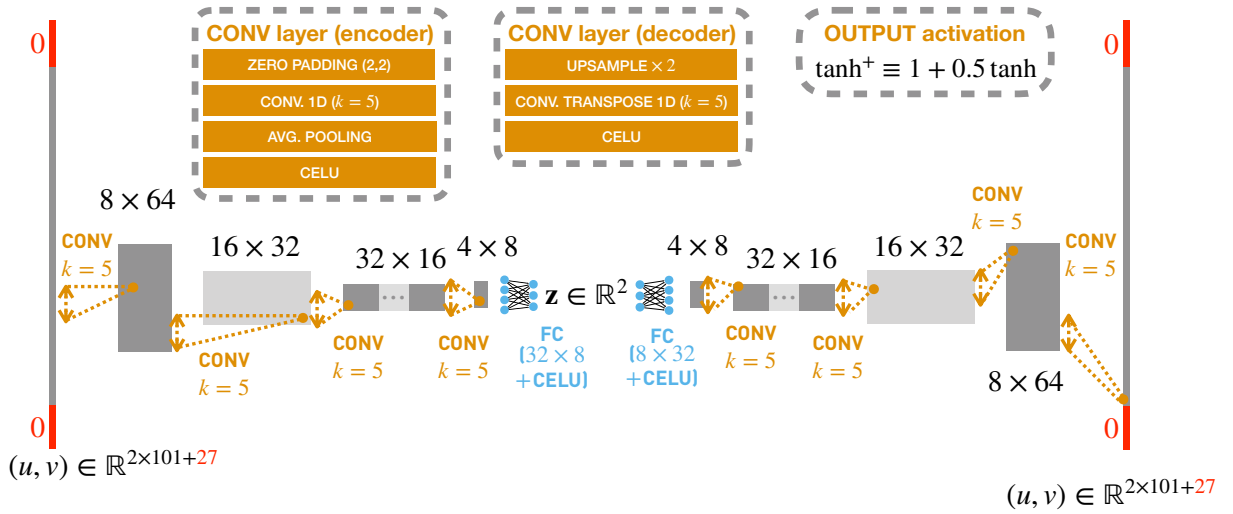 0
CONV layer (encoder)
ZERO PADDING (2,2)
CONV. 1D (k = 5)
AVG. POOLING
CELU
CONV layer (decoder)
UPSAMPLE × 2
CONV. TRANSPOSE 1D (k = 5)
CELU
OUTPUT activation
tanh⁺ ≡ 1 + 0.5 tanh
0
8 × 64
CONV
k = 5
16 × 32
CONV
k = 5
32 × 16
CONV
k = 5
4 × 8
CONV
k = 5
FC
(32 × 8
+CELU)
z ∈ ℝ²
FC
(8 × 32
+CELU)
4 × 8
CONV
k = 5
32 × 16
CONV
k = 5
16 × 32
CONV
k = 5
8 × 64
CONV
k = 5
0
(u, v) ∈ ℝ²ˣ¹⁰¹⁺²⁷
0
(u, v) ∈ ℝ²ˣ¹⁰¹⁺²⁷